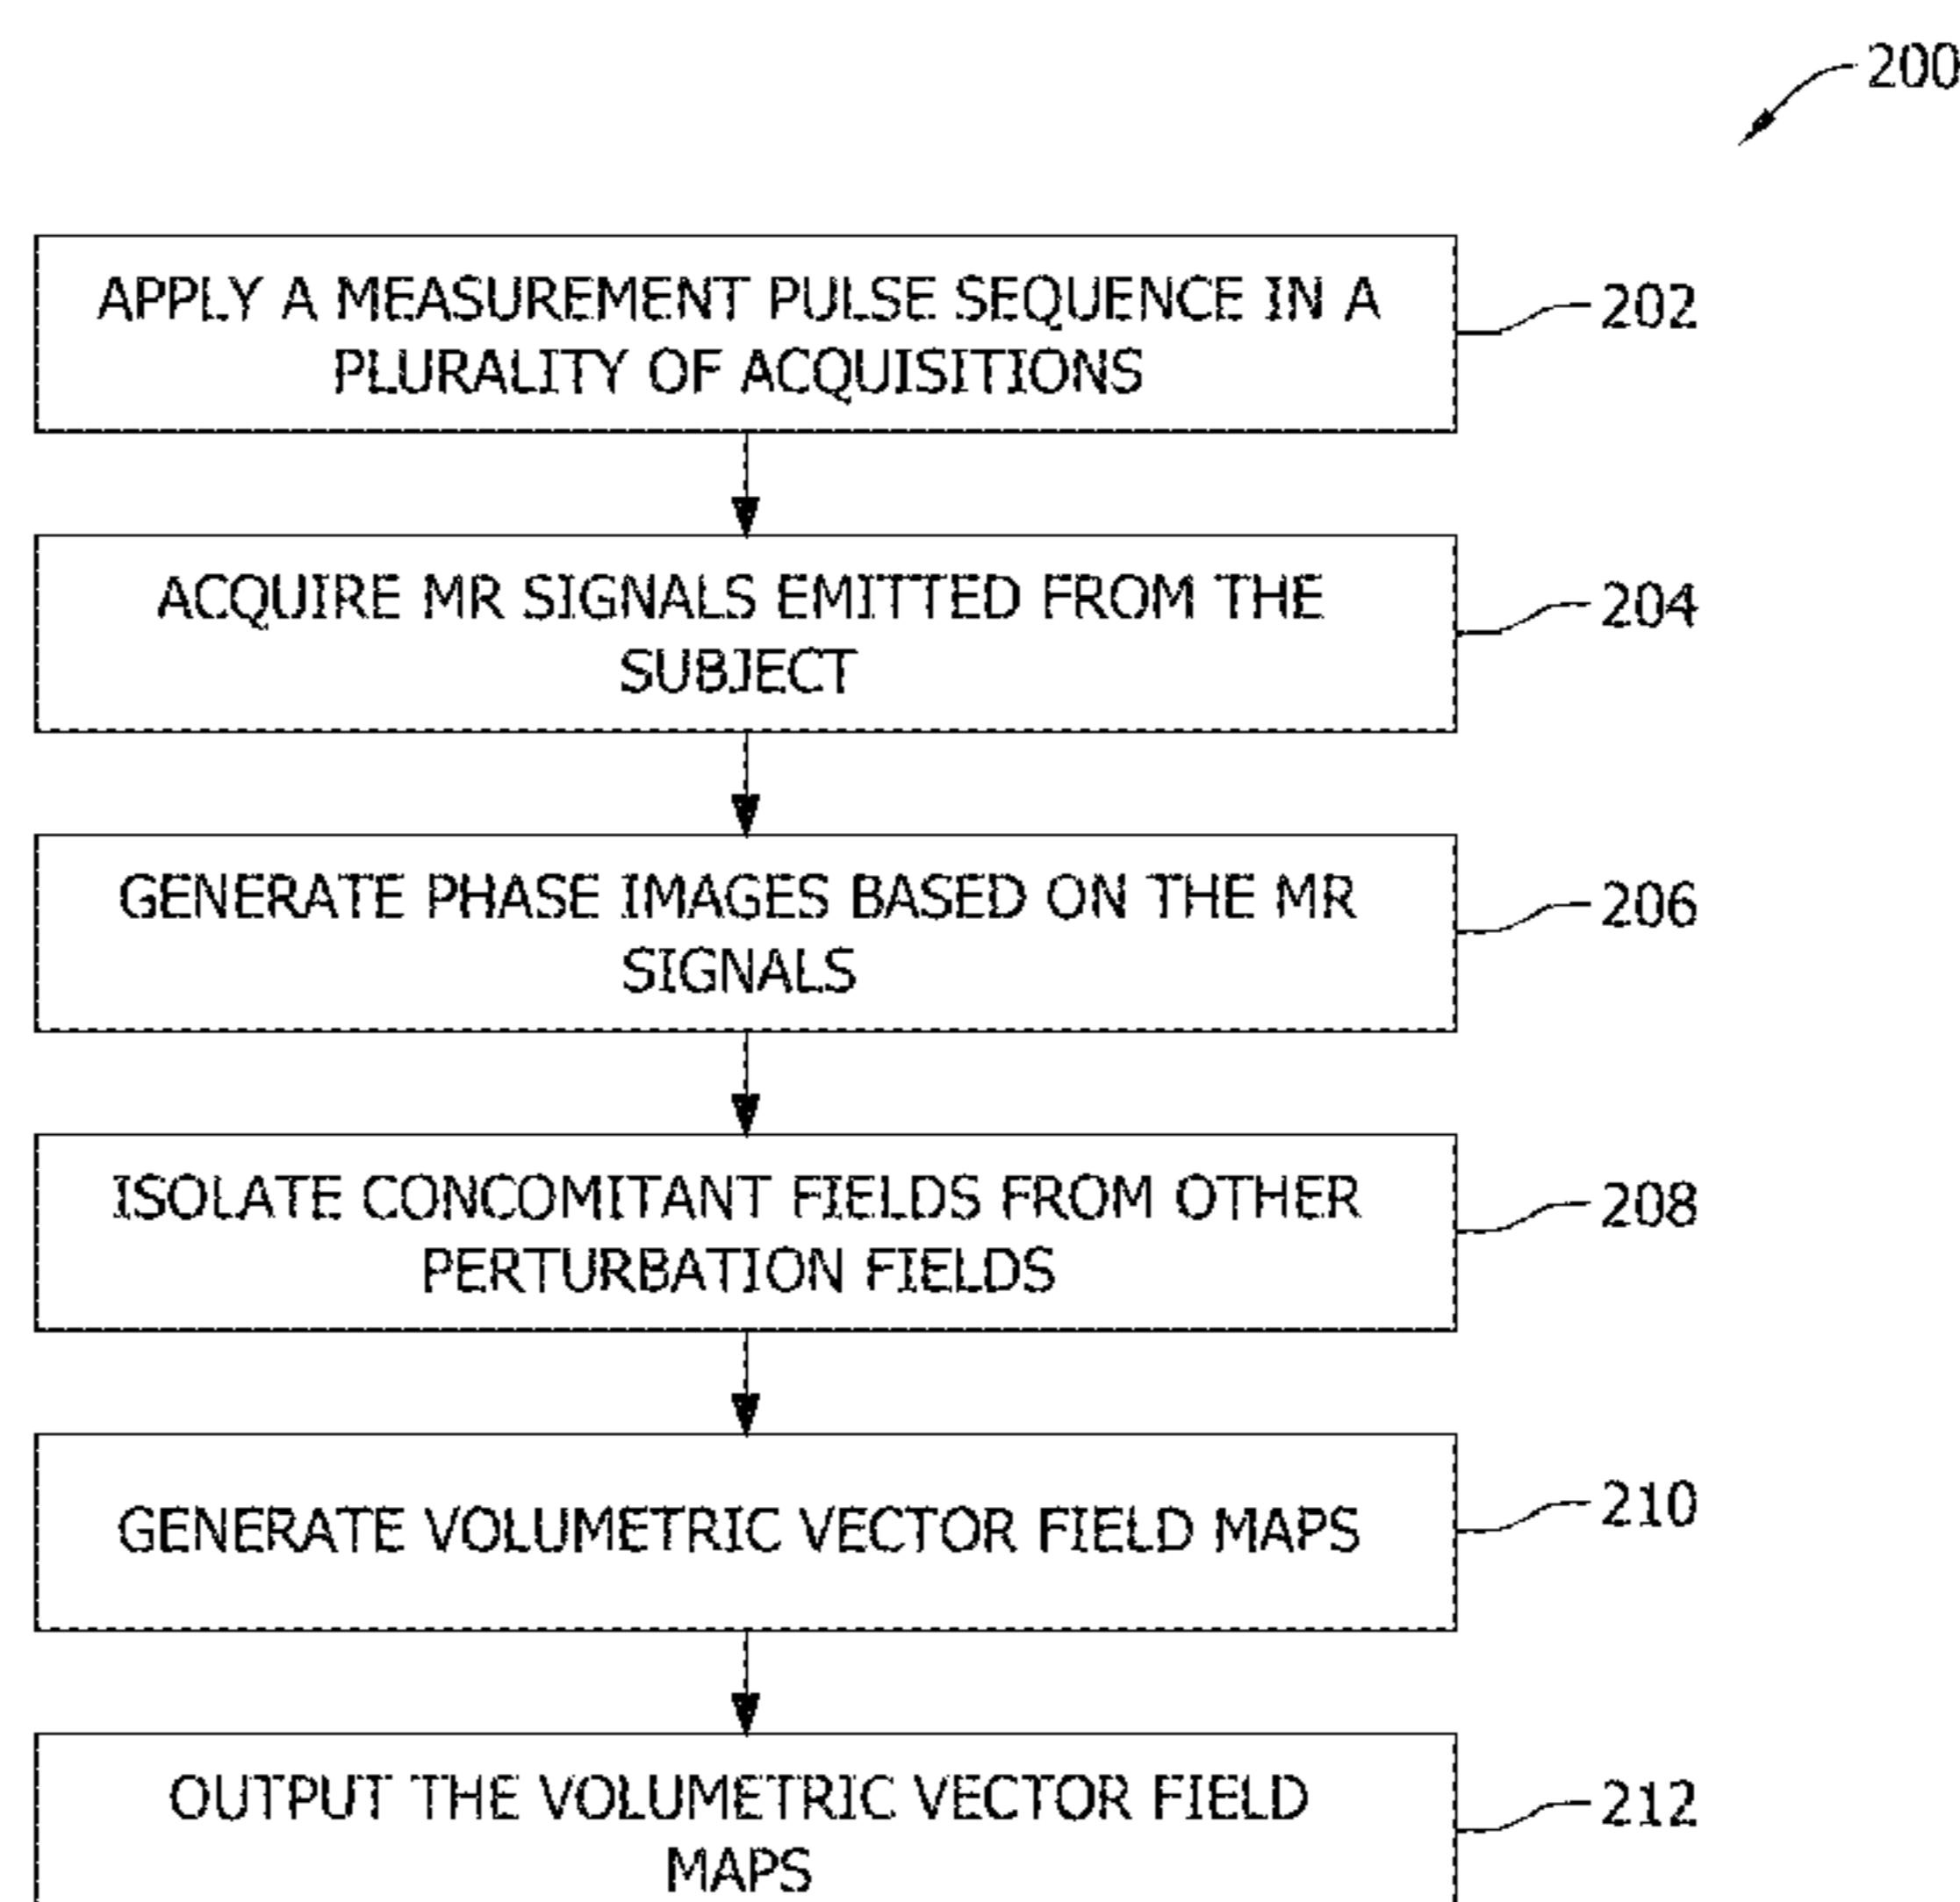 200
APPLY A MEASUREMENT PULSE SEQUENCE IN A
PLURALITY OF ACQUISITIONS
202
ACQUIRE MR SIGNALS EMITTED FROM THE
SUBJECT
204
GENERATE PHASE IMAGES BASED ON THE MR
SIGNALS
206
ISOLATE CONCOMITANT FIELDS FROM OTHER
PERTURBATION FIELDS
208
GENERATE VOLUMETRIC VECTOR FIELD MAPS
210
OUTPUT THE VOLUMETRIC VECTOR FIELD
MAPS
212